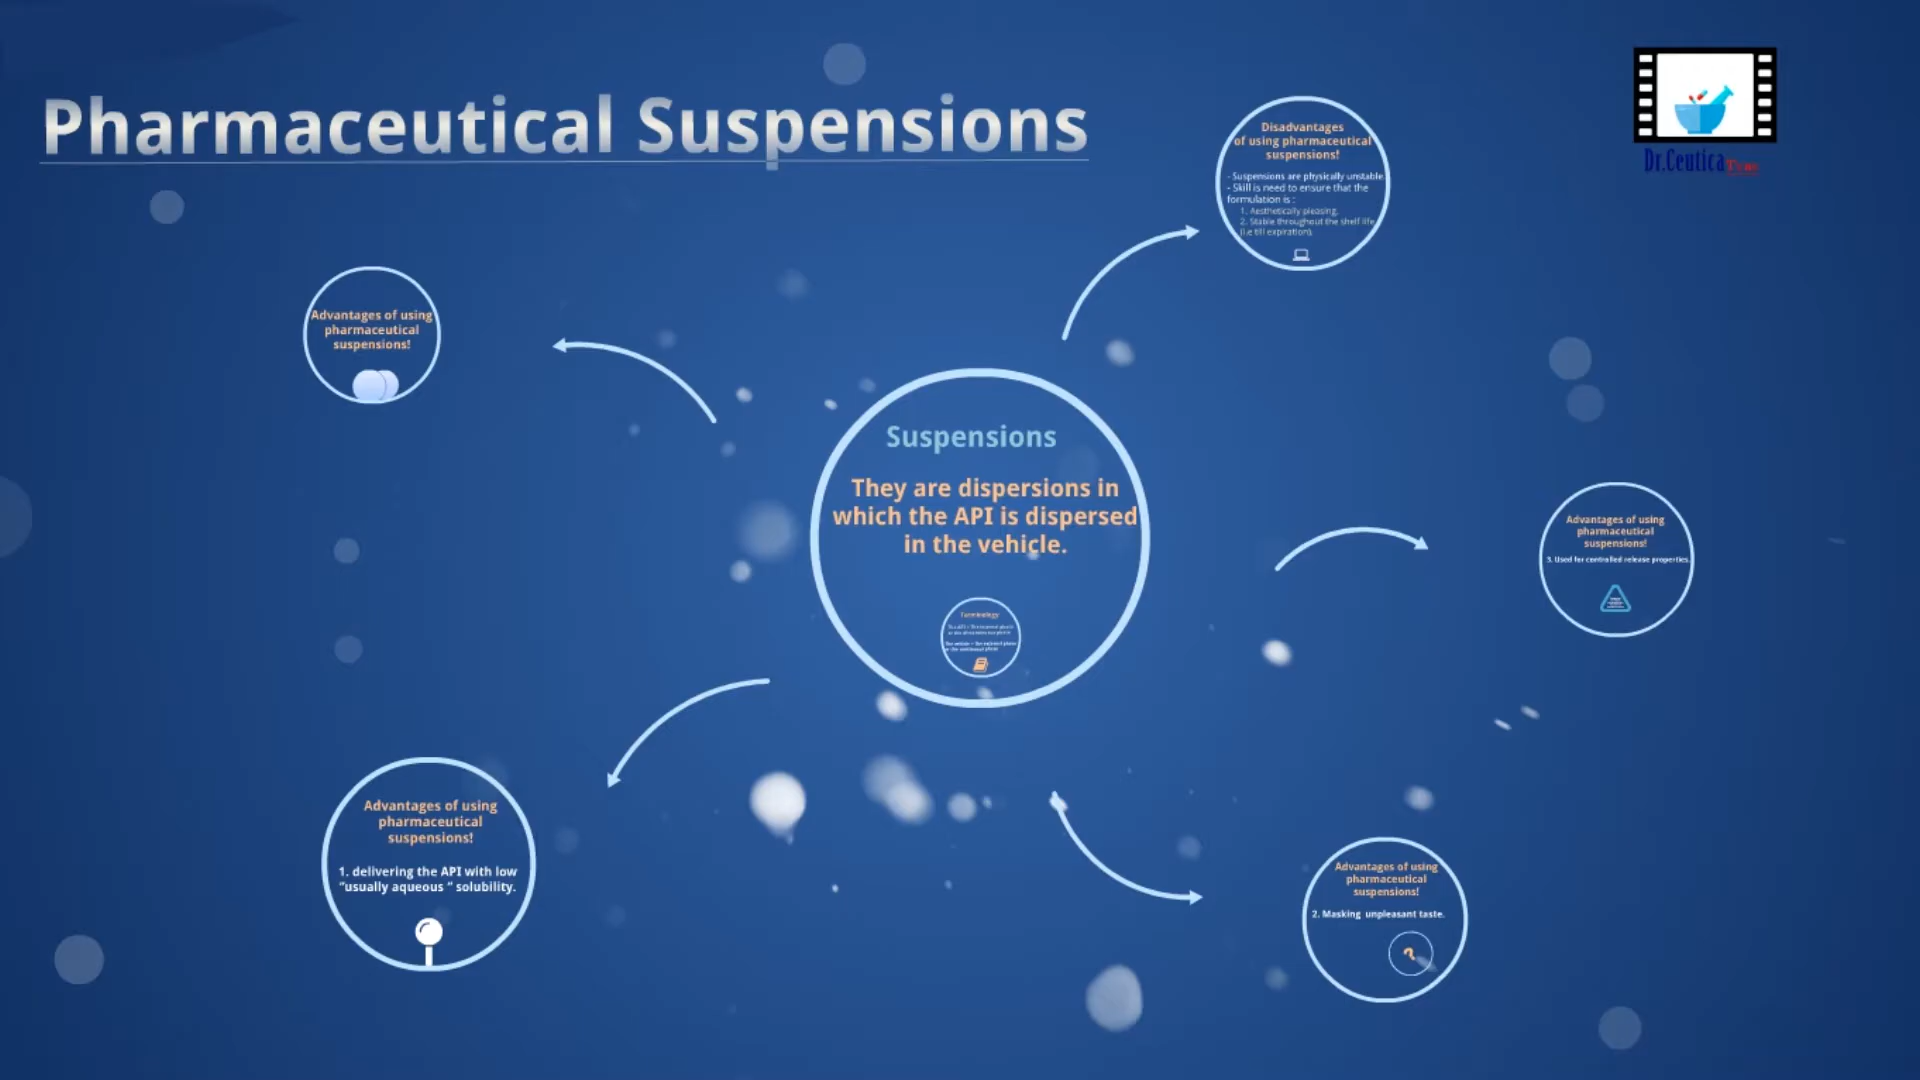 Pharmaceutical Suspensions
Dr.Ceutica
Disadvantages
of using pharmaceutical
suspensions!
- Suspensions are physically unstable.
- Skill is need to ensure that the
formulation is :
1. Aesthetically pleasing.
2. Stable throughout the shelf life
(i.e till expiration).
Advantages of using
pharmaceutical
suspensions!
Suspensions
They are dispersions in
which the API is dispersed
in the vehicle.
Terminology
Advantages of using
pharmaceutical
suspensions!
3. Used for controlled release properties.
Advantages of using
pharmaceutical
suspensions!
1. delivering the API with low
"usually aqueous " solubility.
Advantages of using
pharmaceutical
suspensions!
2. Masking unpleasant taste.
?